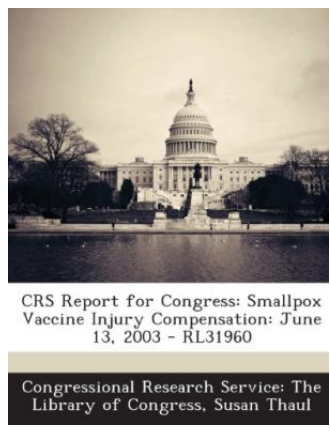 CRS Report for Congress: Smallpox
Vaccine Injury Compensation: June
13, 2003 - RL31960
Congressional Research Service: The
Library of Congress, Susan Thaul